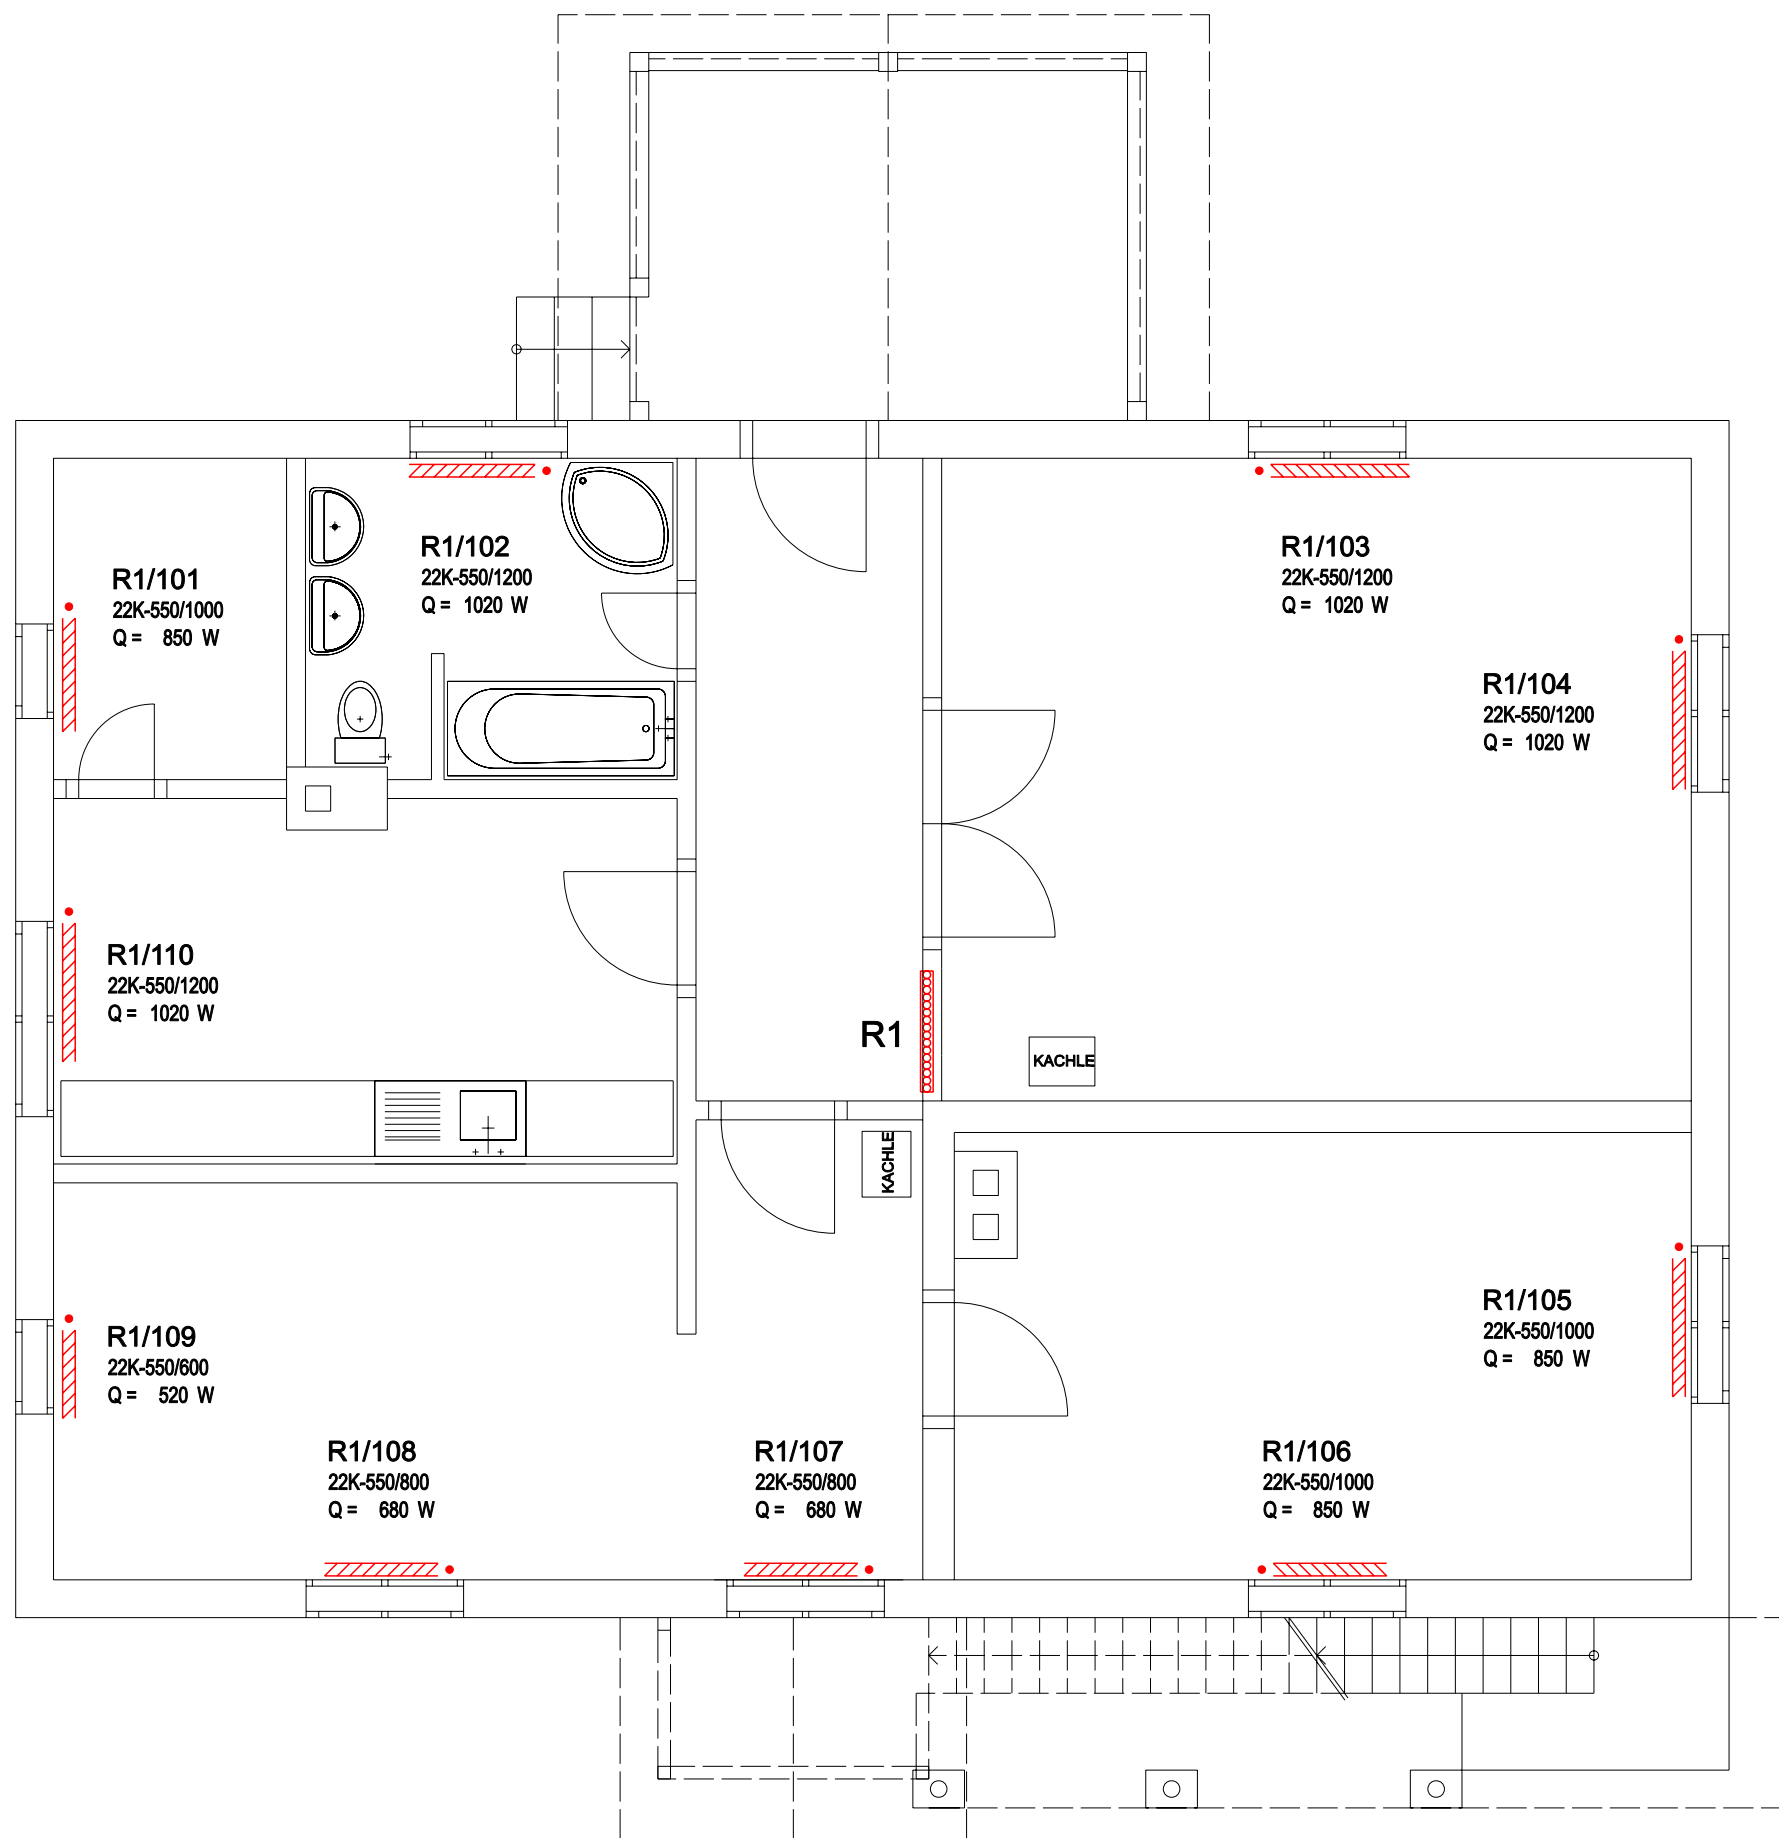 R1/102
22K-550/1200
Q = 1020 W
R1/103
22K-550/1200
Q = 1020 W
R1/101
22K-550/1000
Q = 850 W
R1/104
22K-550/1200
Q = 1020 W
R1/110
22K-550/1200
Q = 1020 W
R1
KACHLE
KACHLE
R1/105
22K-550/1000
Q = 850 W
R1/109
22K-550/600
Q = 520 W
R1/108
22K-550/800
Q = 680 W
R1/107
22K-550/800
Q = 680 W
R1/106
22K-550/1000
Q = 850 W